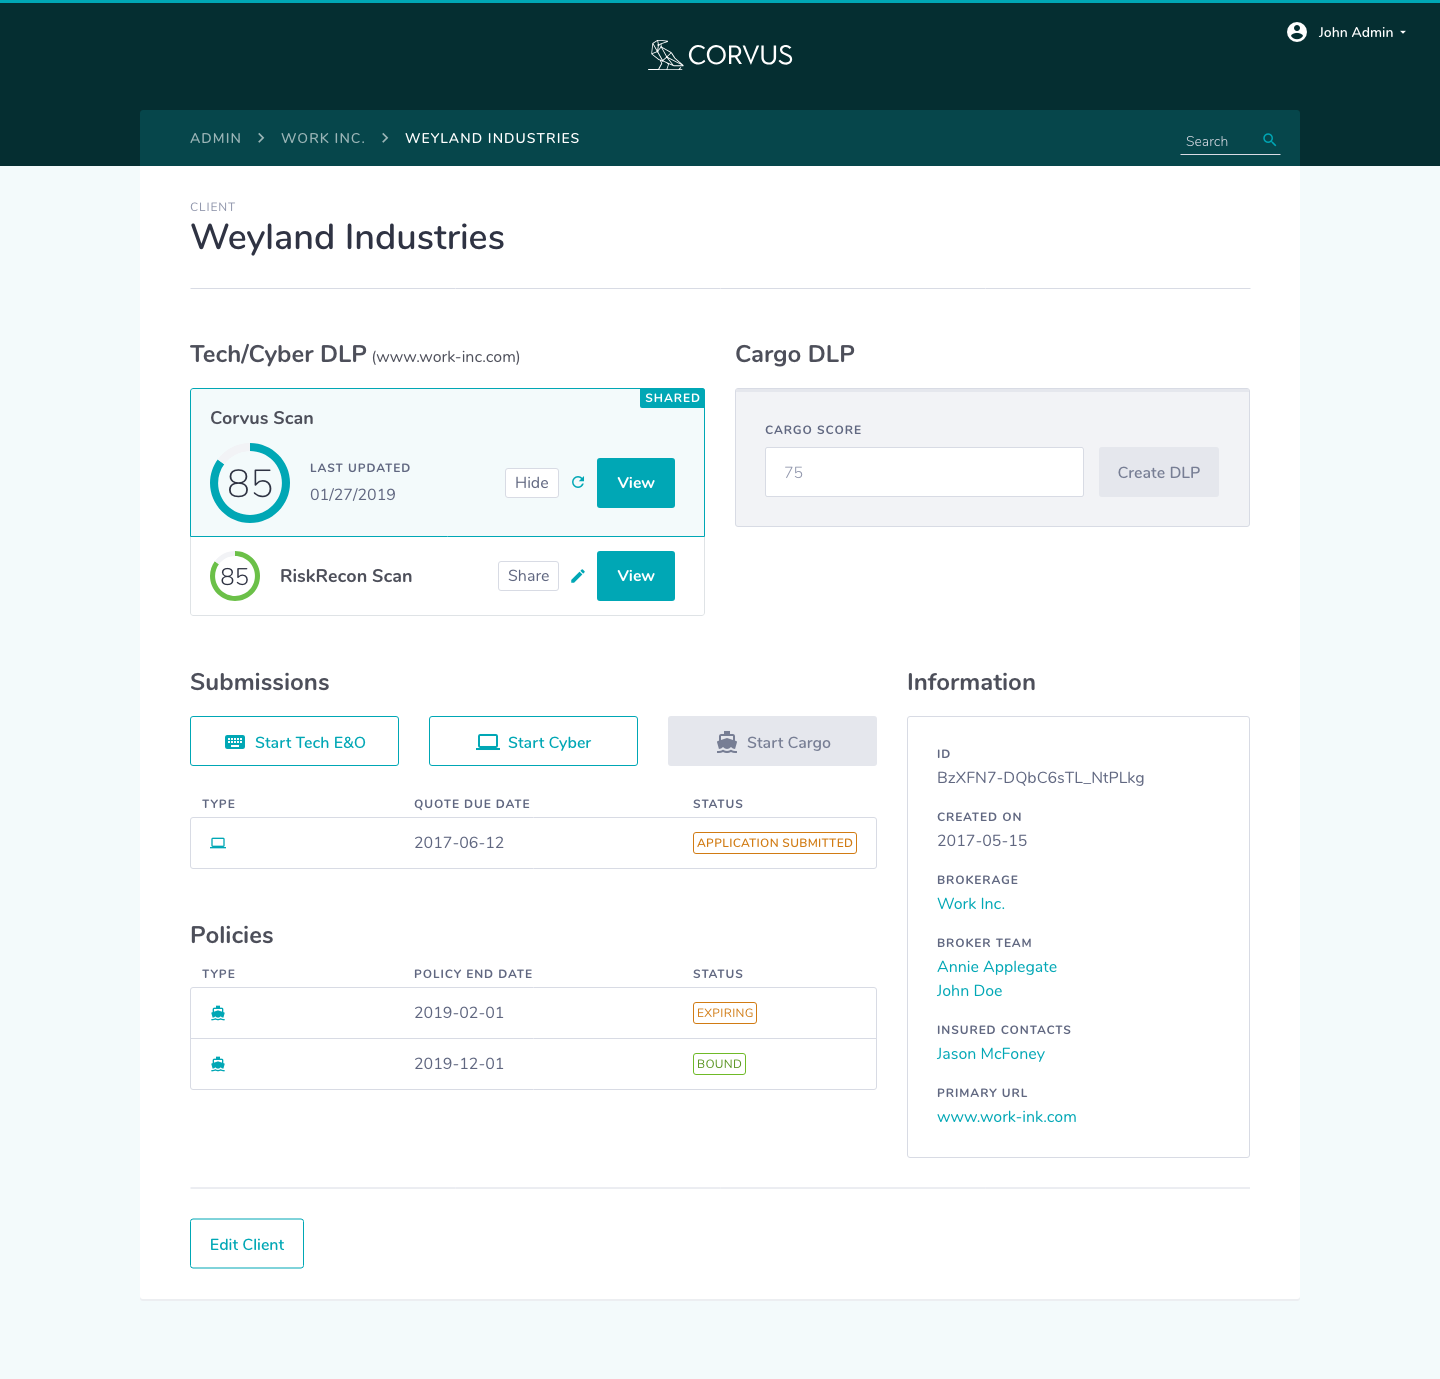 CORVUS
John Admin
ADMIN > WORK INC. > WEYLAND INDUSTRIES
Search
CLIENT
Weyland Industries
Tech/Cyber DLP (www.work-inc.com)
SHARED
Corvus Scan
85
LAST UPDATED
01/27/2019
Hide
View
85
RiskRecon Scan
Share
View
Cargo DLP
CARGO SCORE
75
Create DLP
Submissions
Start Tech E&O
Start Cyber
Start Cargo
TYPE QUOTE DUE DATE STATUS
2017-06-12 APPLICATION SUBMITTED
Policies
TYPE POLICY END DATE STATUS
2019-02-01 EXPIRING
2019-12-01 BOUND
Information
ID
BzXFN7-DQbC6sTL_NtPLkg
CREATED ON
2017-05-15
BROKERAGE
Work Inc.
BROKER TEAM
Annie Applegate
John Doe
INSURED CONTACTS
Jason McFoney
PRIMARY URL
www.work-ink.com
Edit Client